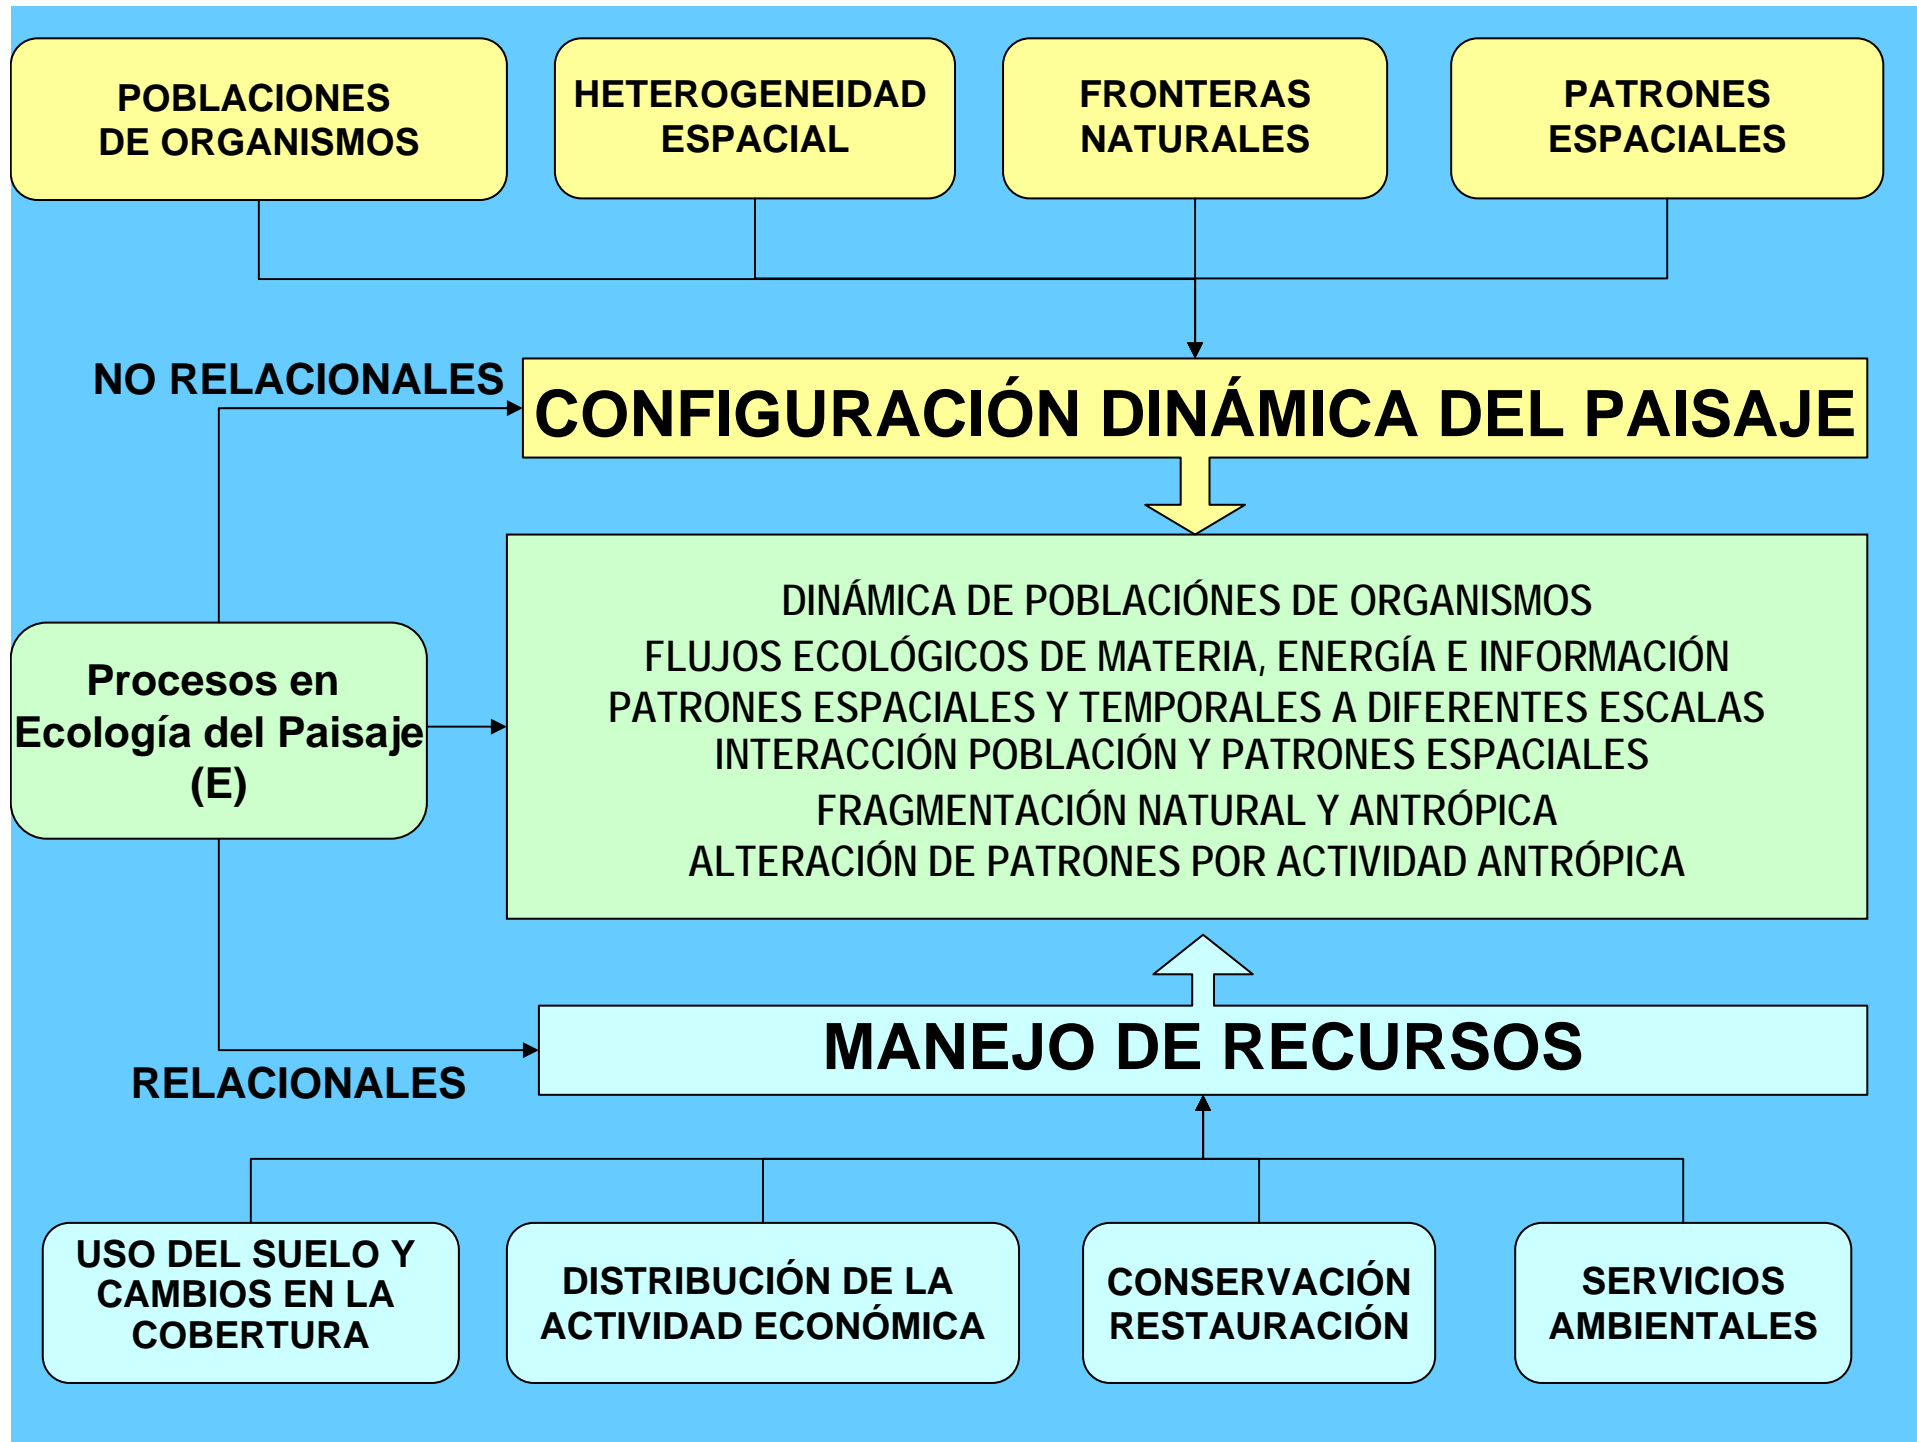 POBLACIONES
DE ORGANISMOS
HETEROGENEIDAD
ESPACIAL
FRONTERAS
NATURALES
PATRONES
ESPACIALES
NO RELACIONALES
CONFIGURACIÓN DINÁMICA DEL PAISAJE
DINÁMICA DE POBLACIÓNES DE ORGANISMOS
FLUJOS ECOLÓGICOS DE MATERIA, ENERGÍA E INFORMACIÓN
PATRONES ESPACIALES Y TEMPORALES A DIFERENTES ESCALAS
INTERACCIÓN POBLACIÓN Y PATRONES ESPACIALES
FRAGMENTACIÓN NATURAL Y ANTRÓPICA
ALTERACIÓN DE PATRONES POR ACTIVIDAD ANTRÓPICA
Procesos en
Ecología del Paisaje
(E)
MANEJO DE RECURSOS
RELACIONALES
USO DEL SUELO Y
CAMBIOS EN LA
COBERTURA
DISTRIBUCIÓN DE LA
ACTIVIDAD ECONÓMICA
CONSERVACIÓN
RESTAURACIÓN
SERVICIOS
AMBIENTALES